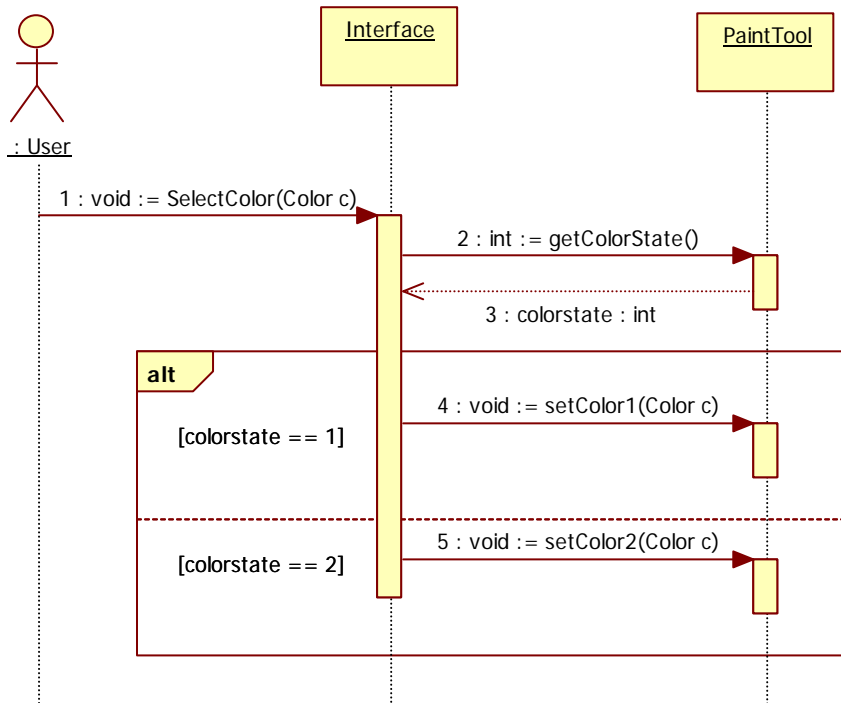 Interface
PaintTool
: User
1 : void := SelectColor(Color c)
2 : int := getColorState()
3 : colorstate : int
alt
4 : void := setColor1(Color c)
[colorstate == 1]
5 : void := setColor2(Color c)
[colorstate == 2]